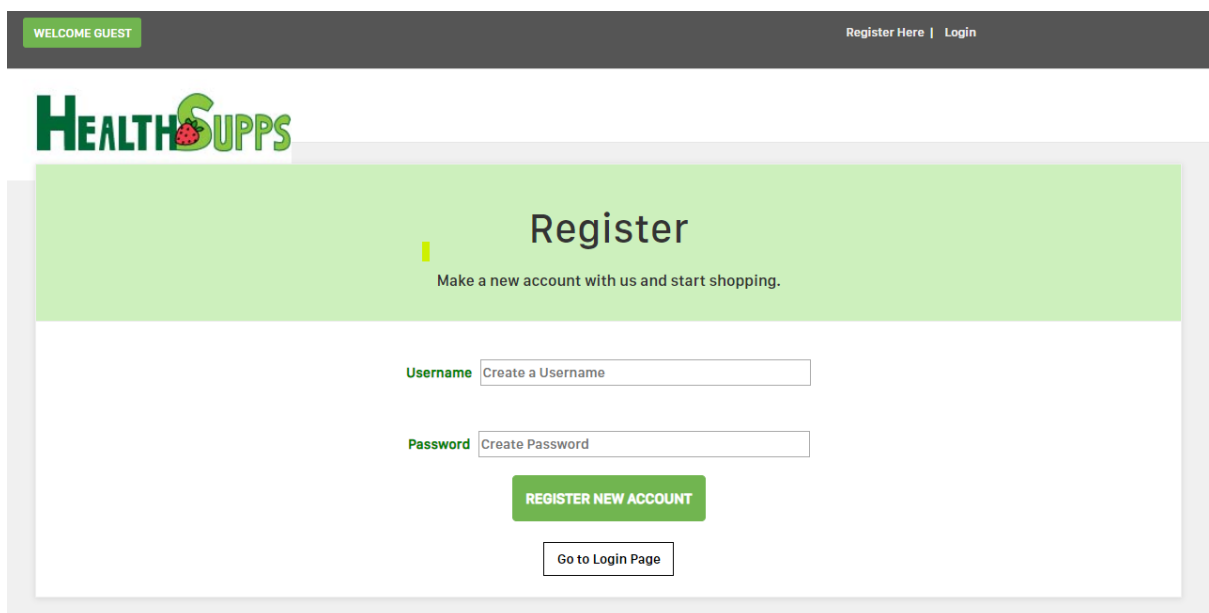 WELCOME GUEST
Register Here | Login
HEALTHSUPPS
Register
Make a new account with us and start shopping.
Username Create a Username
Password Create Password
REGISTER NEW ACCOUNT
Go to Login Page